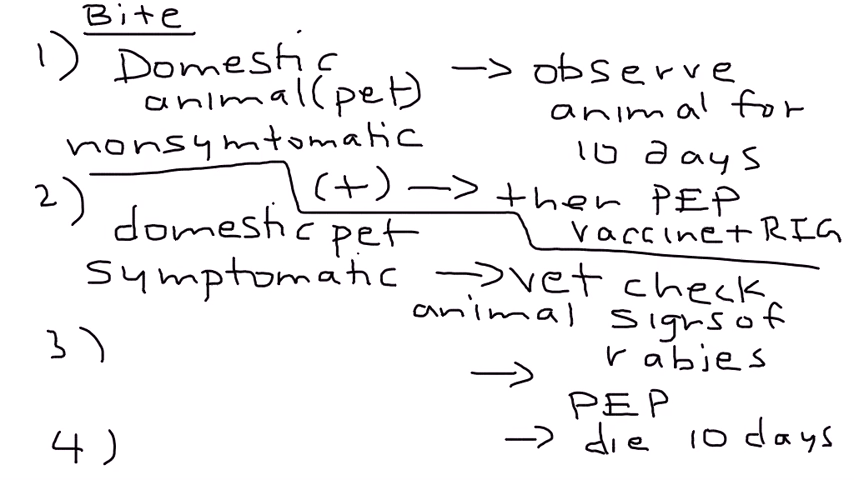 Bite
1) Domestic → observe
animal (pet) animal for
nonsymtomatic 10 days
2) (+) → then PEP
domestic pet vaccine + RIG
symptomatic → vet check
animal signs of
3) rabies
→
PEP
4) → die 10 days